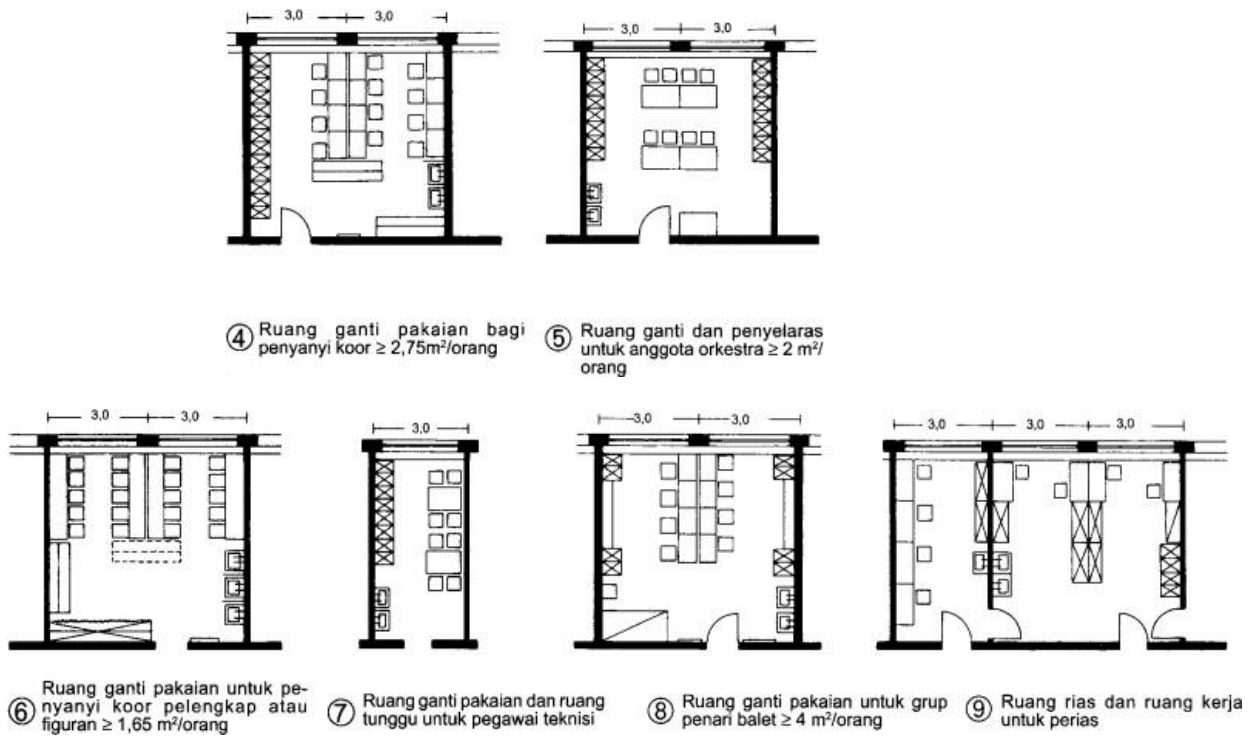 3,0 3,0
3,0 3,0
④ Ruang ganti pakaian bagi
penyanyi koor ≥ 2,75m²/orang
⑤ Ruang ganti dan penyelaras
untuk anggota orkestra ≥ 2 m²/
orang
3,0 3,0
3,0
3,0 3,0
3,0 3,0 3,0
⑥ Ruang ganti pakaian untuk pe-
nyanyi koor pelengkap atau
figuran ≥ 1,65 m²/orang
⑦ Ruang ganti pakaian dan ruang
tunggu untuk pegawai teknisi
⑧ Ruang ganti pakaian untuk grup
penari balet ≥ 4 m²/orang
⑨ Ruang rias dan ruang kerja
untuk perias